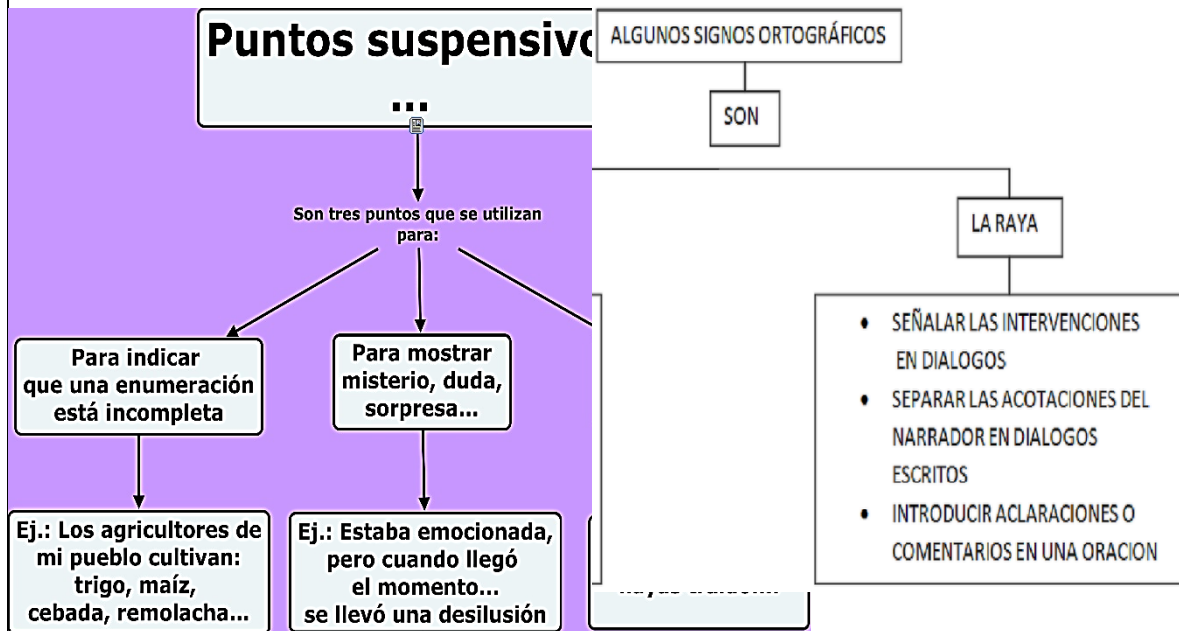 Puntos suspensivo
...
Son tres puntos que se utilizan
para:
Para indicar
que una enumeración
está incompleta
Para mostrar
misterio, duda,
sorpresa...
Ej.: Los agricultores de
mi pueblo cultivan:
trigo, maíz,
cebada, remolacha...
Ej.: Estaba emocionada,
pero cuando llegó
el momento...
se llevó una desilusión
ALGUNOS SIGNOS ORTOGRÁFICOS
SON
LA RAYA
• SEÑALAR LAS INTERVENCIONES
EN DIALOGOS
• SEPARAR LAS ACOTACIONES DEL
NARRADOR EN DIALOGOS
ESCRITOS
• INTRODUCIR ACLARACIONES O
COMENTARIOS EN UNA ORACION